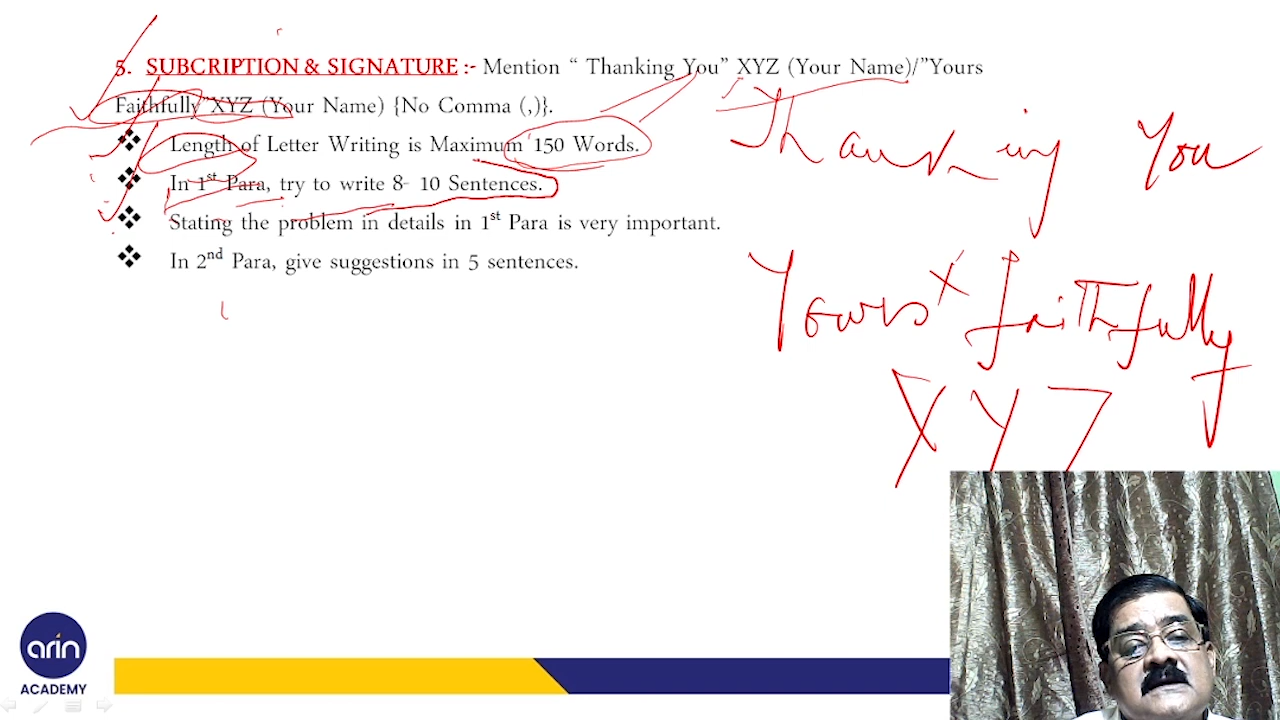 5. SUBCRIPTION & SIGNATURE :- Mention “ Thanking You” XYZ (Your Name)/”Yours
Faithfully”XYZ (Your Name) {No Comma (,)}.
❖ Length of Letter Writing is Maximum 150 Words.
❖ In 1st Para, try to write 8- 10 Sentences.
❖ Stating the problem in details in 1st Para is very important.
❖ In 2nd Para, give suggestions in 5 sentences.
Thanking You
Yours faithfully
XYZ
arin
ACADEMY